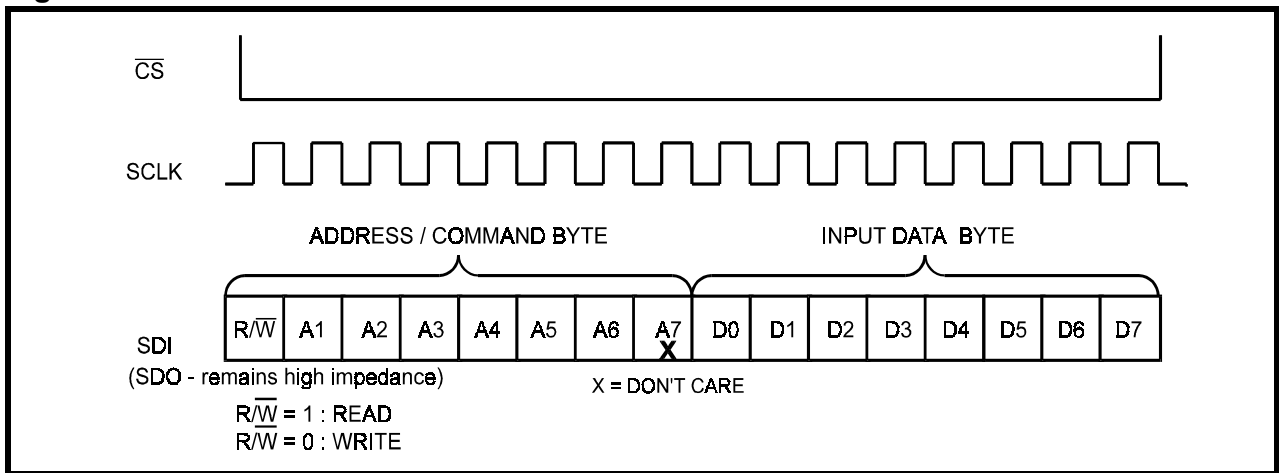 CS
SCLK
ADDRESS / COMMAND BYTE INPUT DATA BYTE
R/W A1 A2 A3 A4 A5 A6 A7 D0 D1 D2 D3 D4 D5 D6 D7
X
SDI
(SDO - remains high impedance) X = DON'T CARE
R/W = 1 : READ
R/W = 0 : WRITE